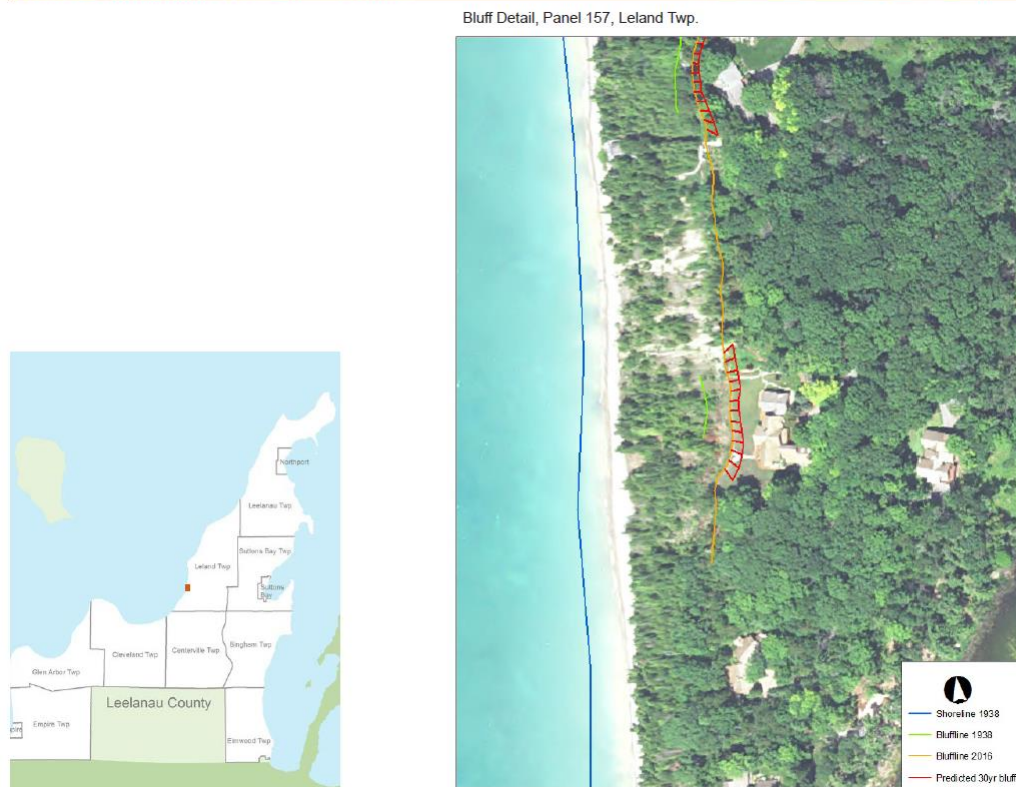 Bluff Detail, Panel 157, Leland Twp.
Northport
Leelanau Twp
Suttons Bay Twp
Leland Twp
Suttons
Bay
Cleveland Twp
Centerville Twp
Bingham Twp
Glen Arbor Twp
Leelanau County
Empire Twp
Elmwood Twp
Shoreline 1938
Bluffline 1938
Bluffline 2016
Predicted 30yr bluff